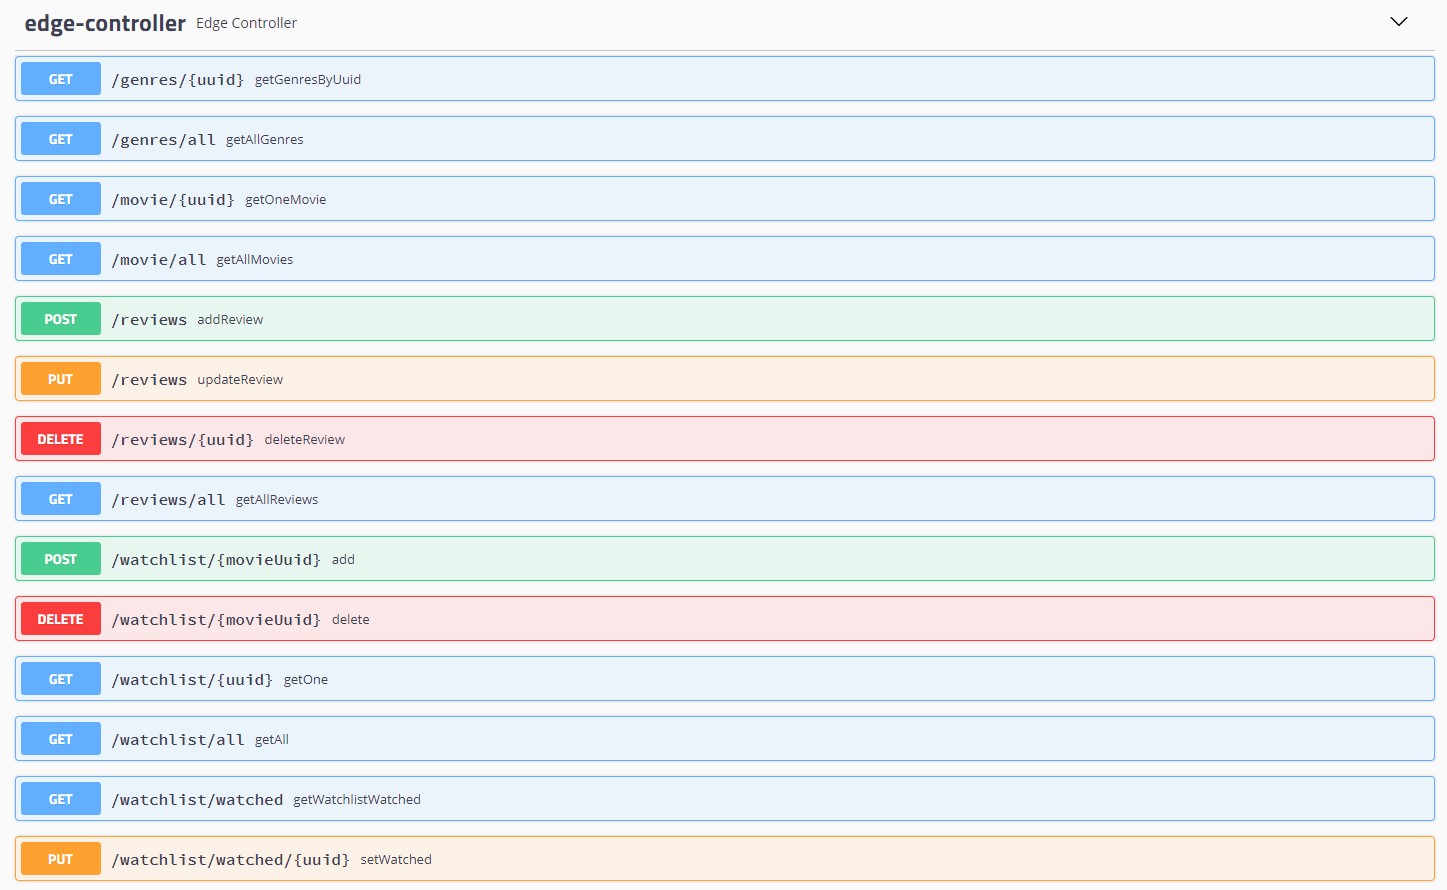 edge-controller Edge Controller
GET /genres/{uuid} getGenresByUuid
GET /genres/all getAllGenres
GET /movie/{uuid} getOneMovie
GET /movie/all getAllMovies
POST /reviews addReview
PUT /reviews updateReview
DELETE /reviews/{uuid} deleteReview
GET /reviews/all getAllReviews
POST /watchlist/{movieUuid} add
DELETE /watchlist/{movieUuid} delete
GET /watchlist/{uuid} getOne
GET /watchlist/all getAll
GET /watchlist/watched getWatchlistWatched
PUT /watchlist/watched/{uuid} setWatched